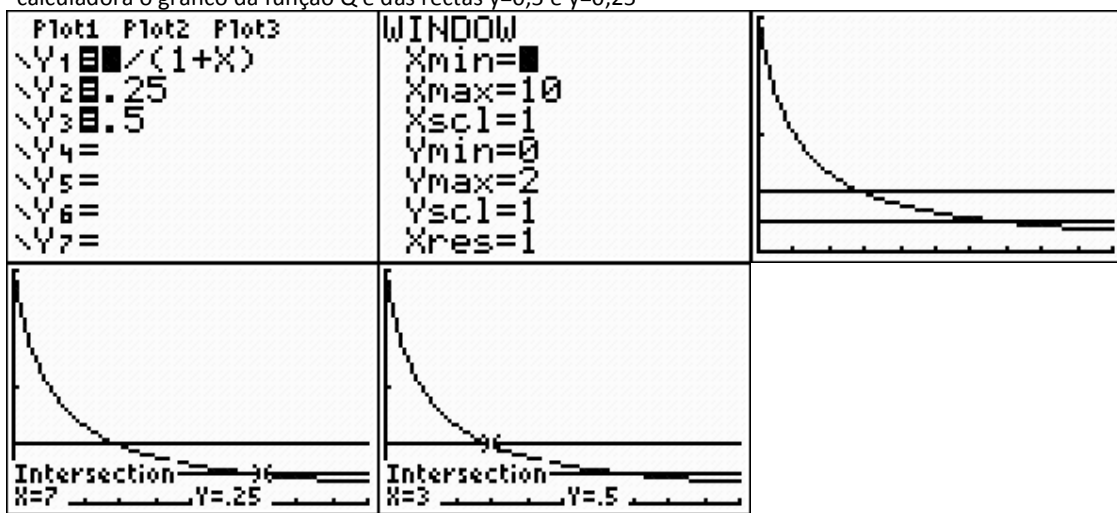 calculadora o gráfico da função Q e das rectas y=0,5 e y=0,25
Plot1 Plot2 Plot3
\Y1=█/(1+X)
\Y2=.25
\Y3=.5
\Y4=
\Y5=
\Y6=
\Y7=
WINDOW
Xmin=█
Xmax=10
Xscl=1
Ymin=0
Ymax=2
Yscl=1
Xres=1
Intersection
X=7 Y=.25
Intersection
X=3 Y=.5